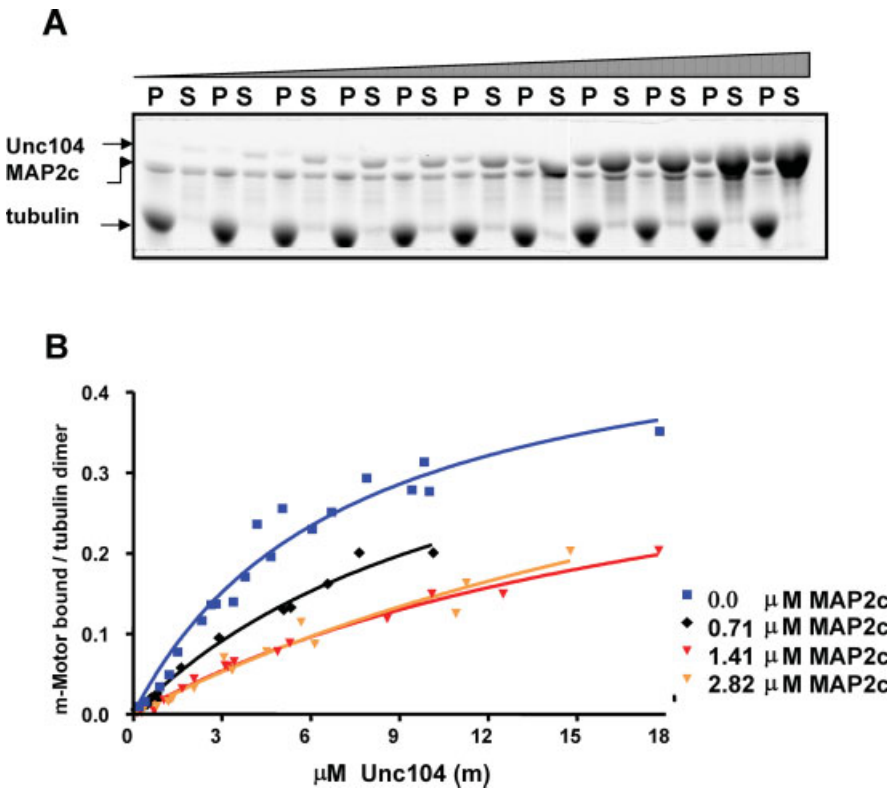 A
P S P S P S P S P S P S P S P S P S P S P S
Unc104
MAP2c
tubulin
B
m-Motor bound / tubulin dimer
0.4
0.3
0.2
0.1
0.0
0 3 6 9 12 15 18
μM Unc104 (m)
0.0 μM MAP2c
0.71 μM MAP2c
1.41 μM MAP2c
2.82 μM MAP2c